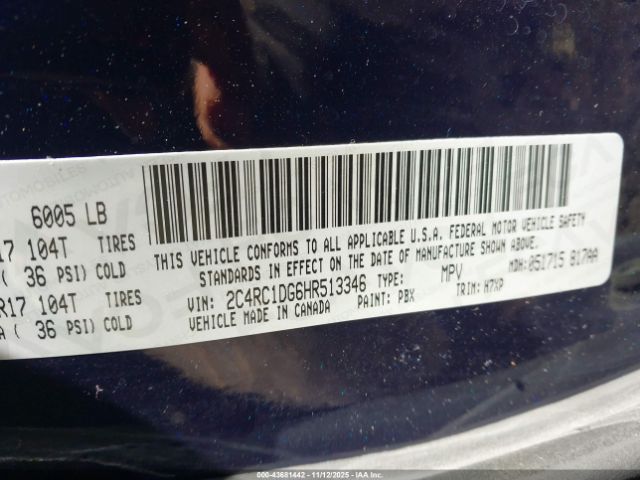 6005 LB
17 104T TIRES
( 36 PSI) COLD
R17 104T TIRES
A ( 36 PSI) COLD
THIS VEHICLE CONFORMS TO ALL APPLICABLE U.S.A. FEDERAL MOTOR VEHICLE SAFETY
STANDARDS IN EFFECT ON THE DATE OF MANUFACTURE SHOWN ABOVE.
VIN: 2C4RC1DG6HR513346 TYPE: MPV MDH: 051715 817AA
VEHICLE MADE IN CANADA PAINT: PBX TRIM: H7XP
000-43681442 - 11/12/2025 - IAA